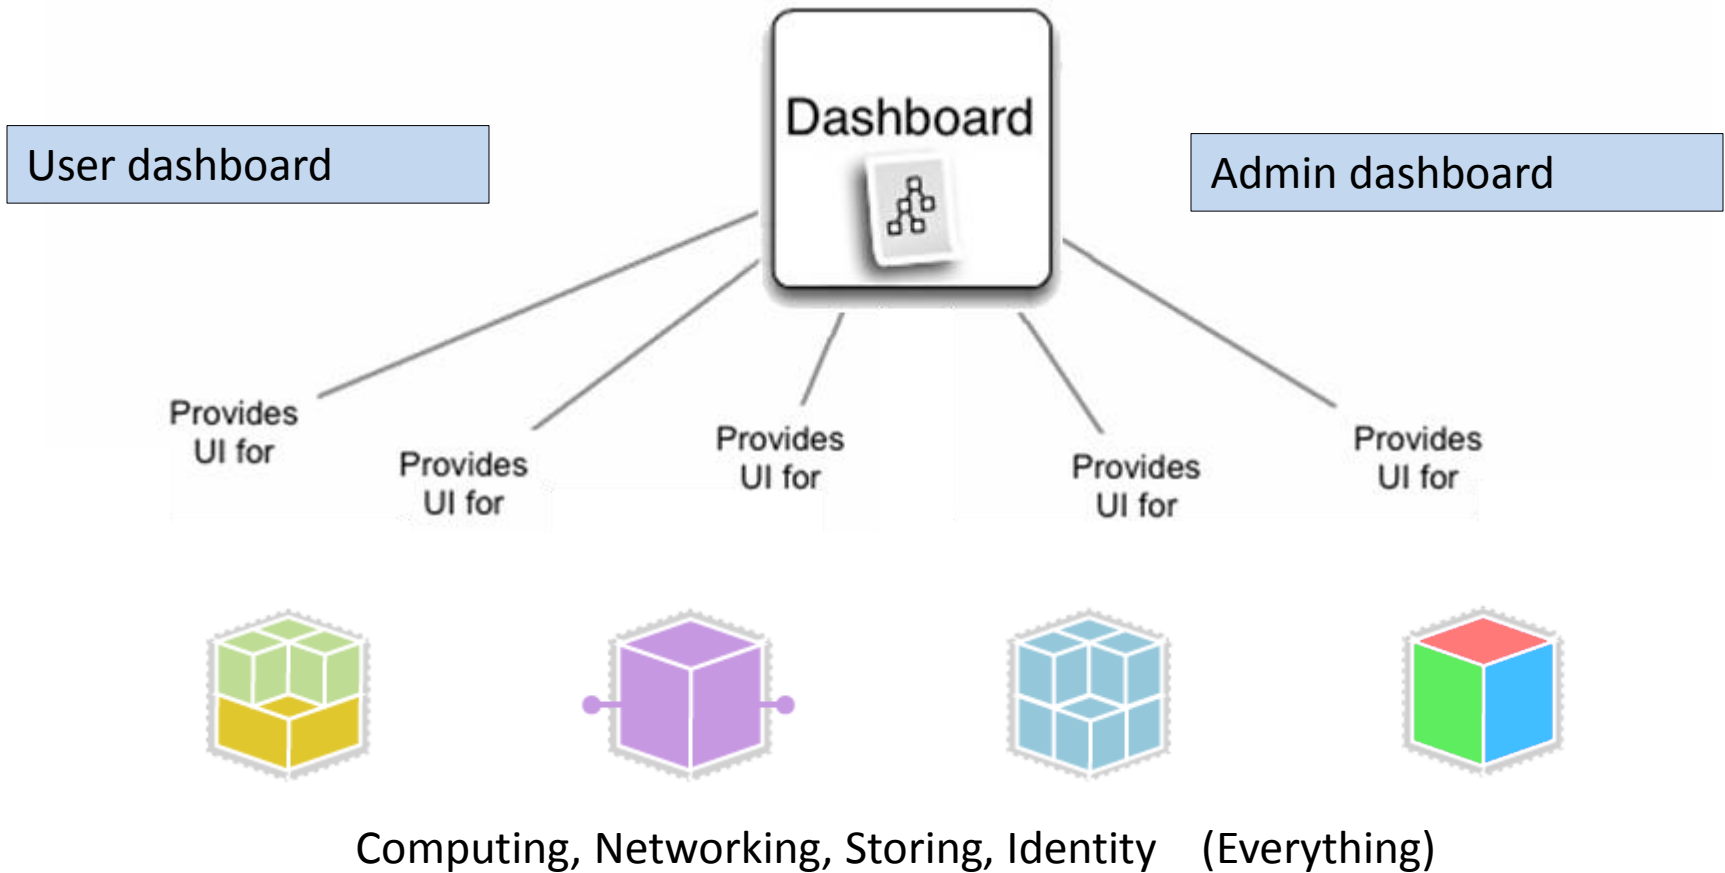 Dashboard
User dashboard
Admin dashboard
Provides
UI for
Provides
UI for
Provides
UI for
Provides
UI for
Provides
UI for
Computing, Networking, Storing, Identity (Everything)